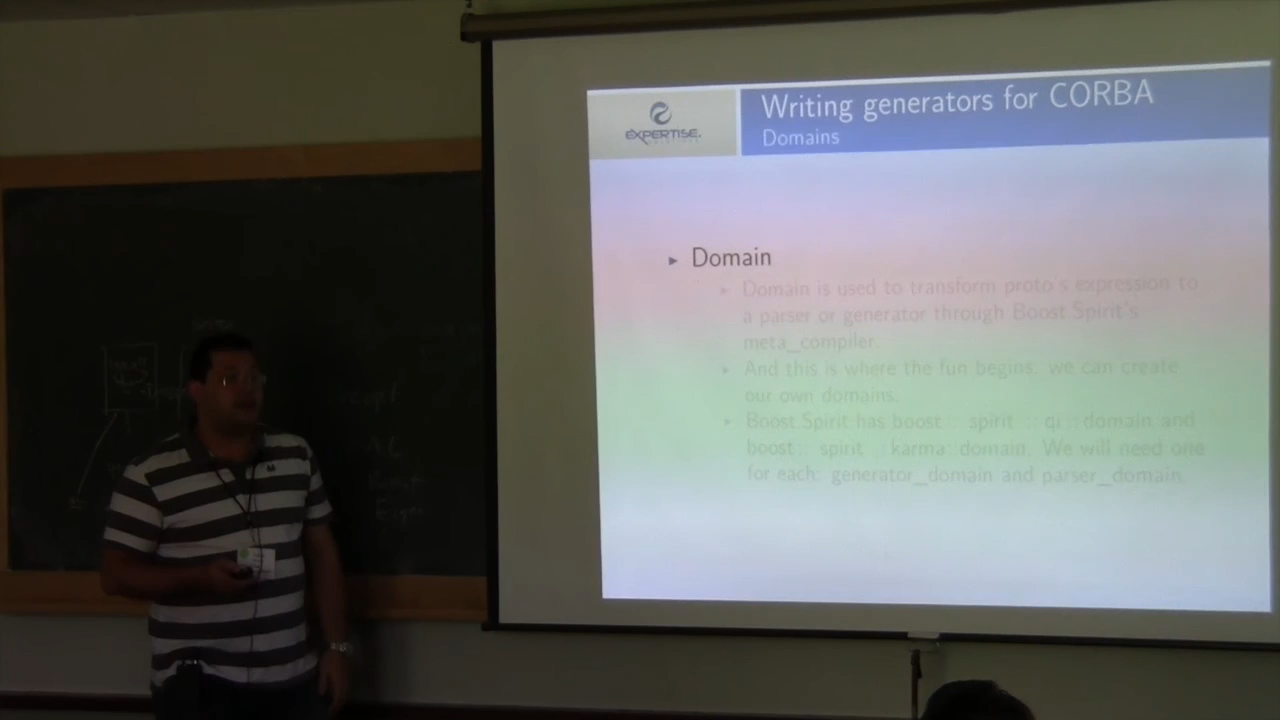 Writing generators for CORBA
EXPERTISE
SOLUTIONS
Domains
▸ Domain
▸ Domain is used to transform proto's expression to
a parser or generator through Boost.Spirit's
meta_compiler.
▸ And this is where the fun begins, we can create
our own domains.
▸ Boost.Spirit has boost :: spirit :: qi :: domain and
boost :: spirit :: karma::domain. We will need one
for each: generator_domain and parser_domain.